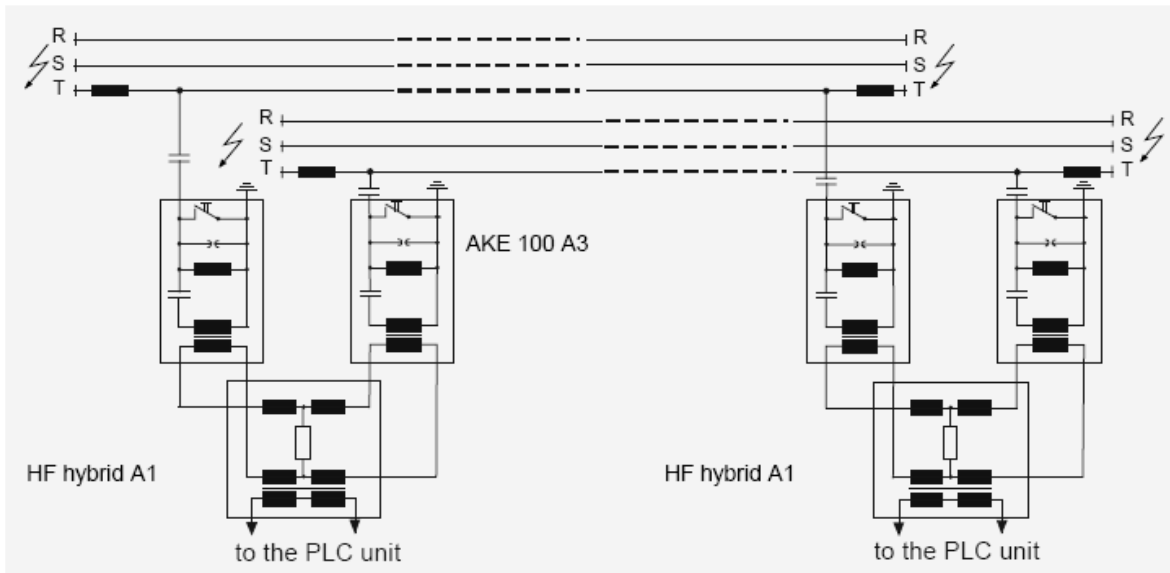 R R
S S
T T
R R
S S
T T
AKE 100 A3
HF hybrid A1 HF hybrid A1
to the PLC unit to the PLC unit